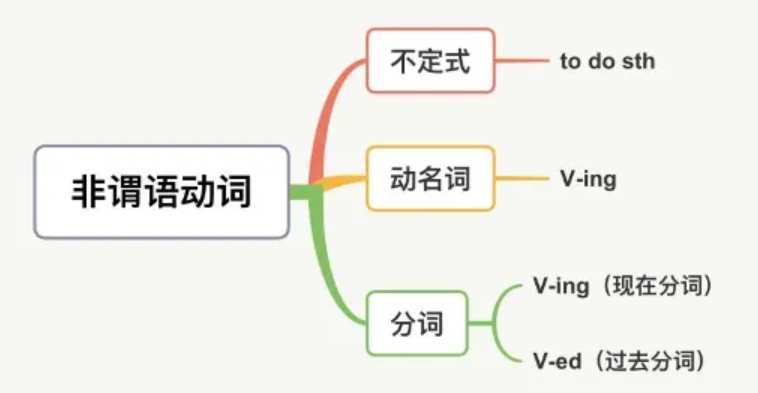 非谓语动词
不定式
to do sth
动名词
V-ing
分词
V-ing（现在分词）
V-ed（过去分词）